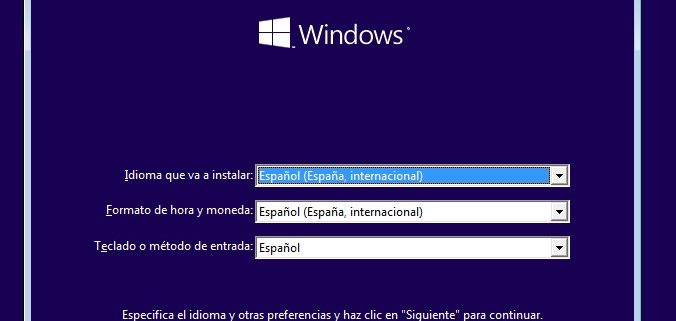 Windows
Idioma que va a instalar: Español (España, internacional)
Formato de hora y moneda: Español (España, internacional)
Teclado o método de entrada: Español
Especifica el idioma y otras preferencias y haz clic en "Siguiente" para continuar.